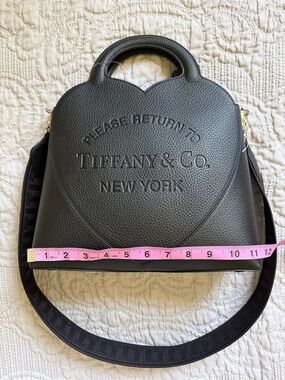 PLEASE RETURN TO
TIFFANY & CO.
NEW YORK
1 2 3 4 5 6 7 8 9 10 11 12